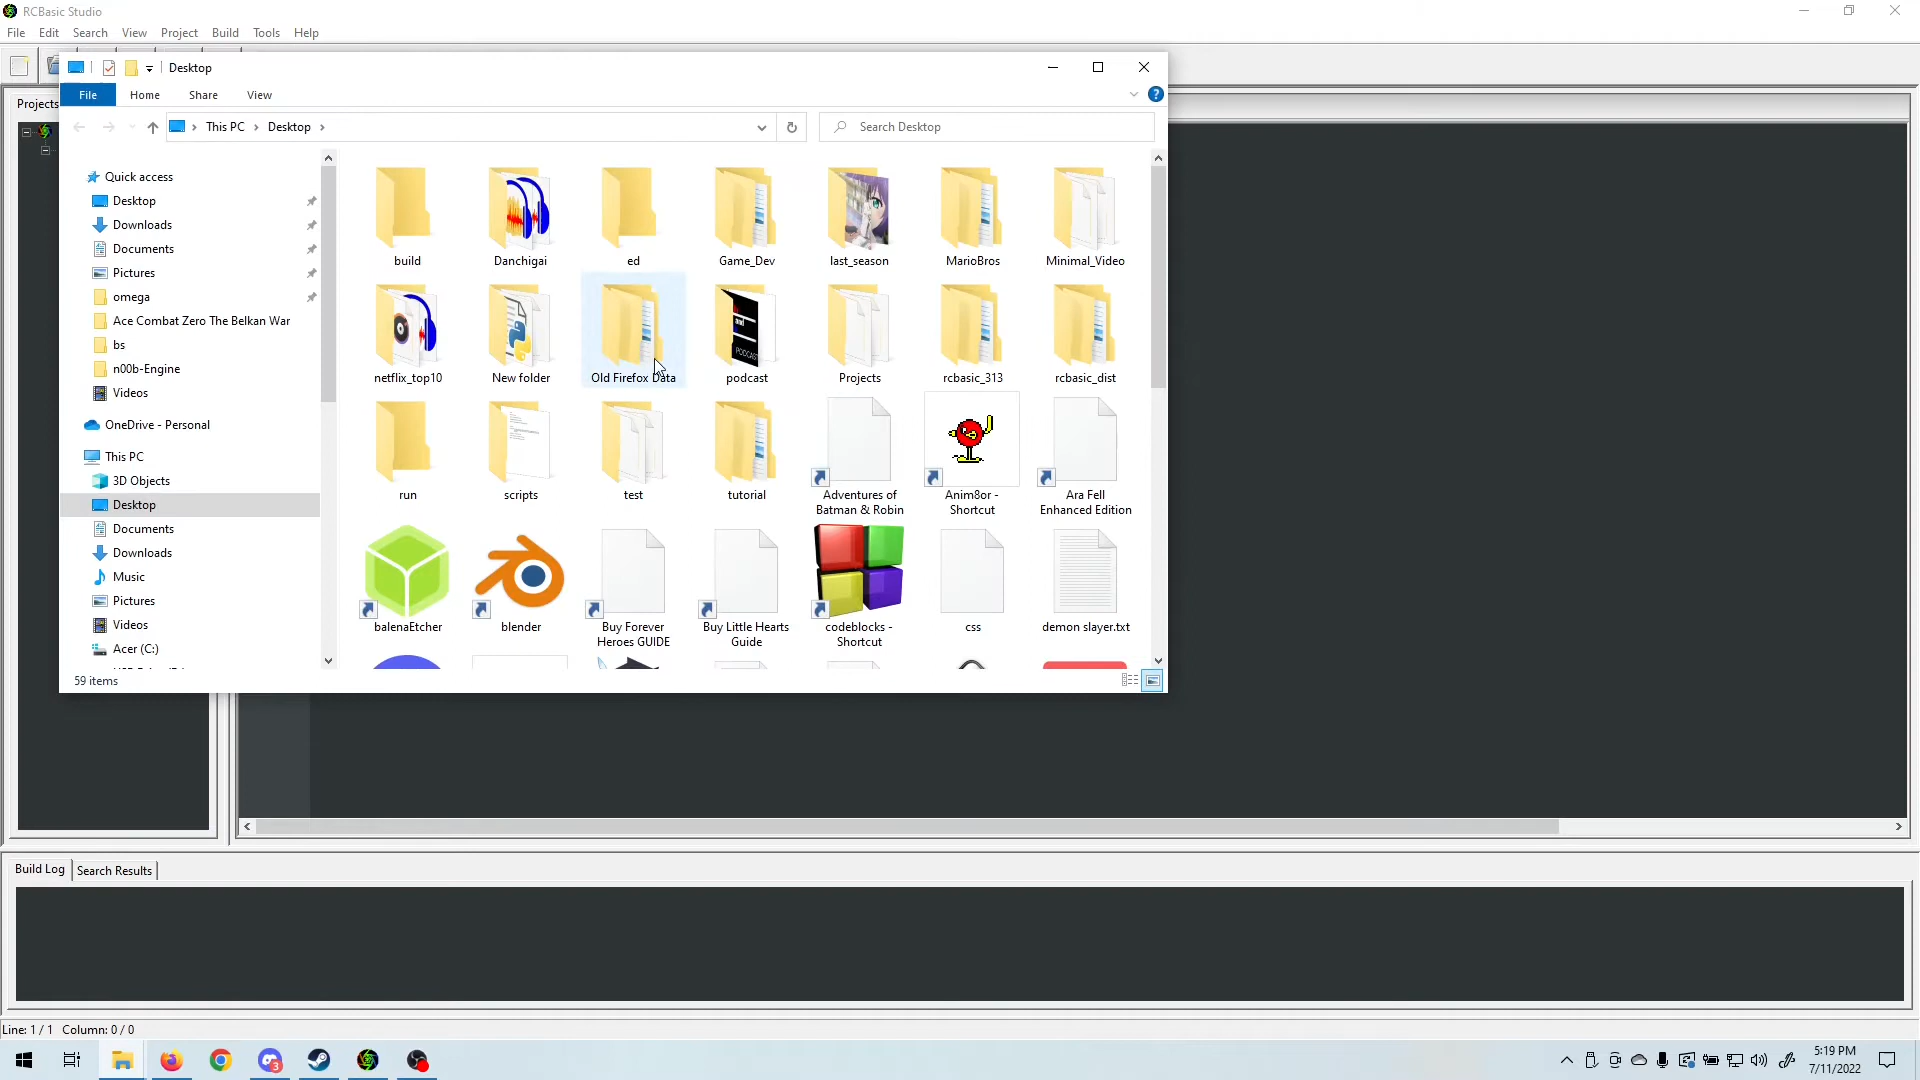 RCBasic Studio
File Edit Search View Project Build Tools Help
Desktop
File Home Share View
This PC Desktop
Search Desktop
Projects
Quick access
Desktop
Downloads
Documents
Pictures
omega
Ace Combat Zero The Belkan War
bs
n00b-Engine
Videos
OneDrive - Personal
This PC
3D Objects
Desktop
Documents
Downloads
Music
Pictures
Videos
Acer (C:)
build Danchigai ed Game_Dev last_season MarioBros Minimal_Video
netflix_top10 New folder Old Firefox Data podcast Projects rcbasic_313 rcbasic_dist
run scripts test tutorial Adventures of Batman & Robin Anim8or - Shortcut Ara Fell Enhanced Edition
balenaEtcher blender Buy Forever Heroes GUIDE Buy Little Hearts Guide codeblocks - Shortcut css demon slayer.txt
and
PODCAST
59 items
Build Log Search Results
Line: 1 / 1 Column: 0 / 0
3
5:19 PM
7/11/2022